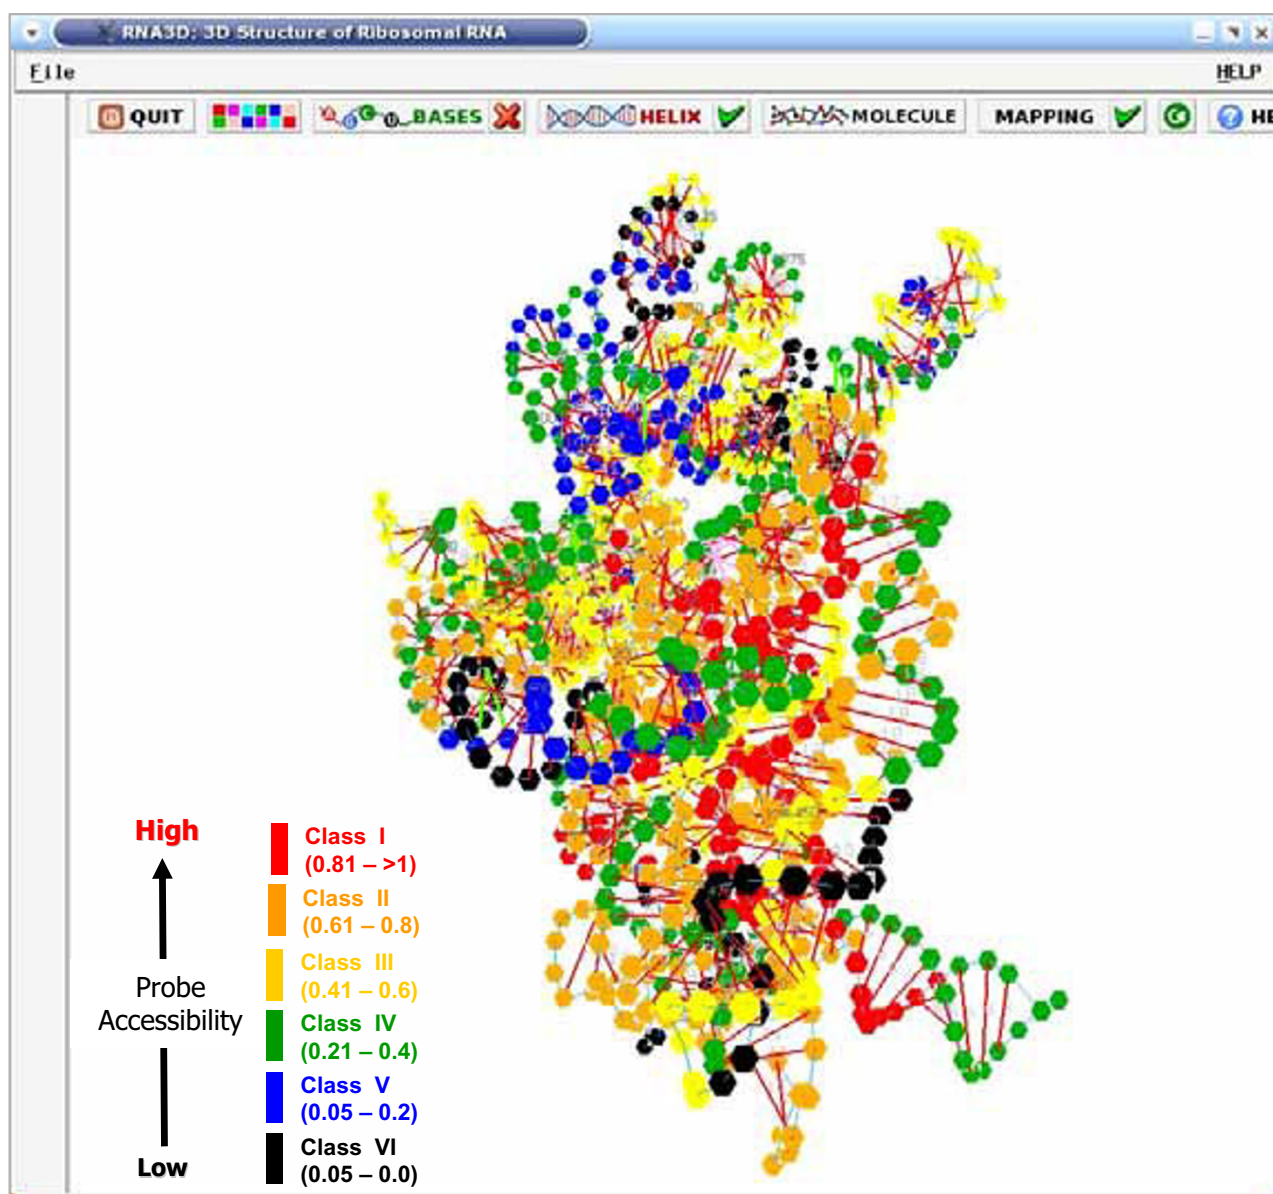 RNA3D: 3D Structure of Ribosomal RNA
File
HELP
QUIT
BASES
HELIX
MOLECULE
MAPPING
HE
High
Probe
Accessibility
Low
Class I
(0.81 – >1)
Class II
(0.61 – 0.8)
Class III
(0.41 – 0.6)
Class IV
(0.21 – 0.4)
Class V
(0.05 – 0.2)
Class VI
(0.05 – 0.0)